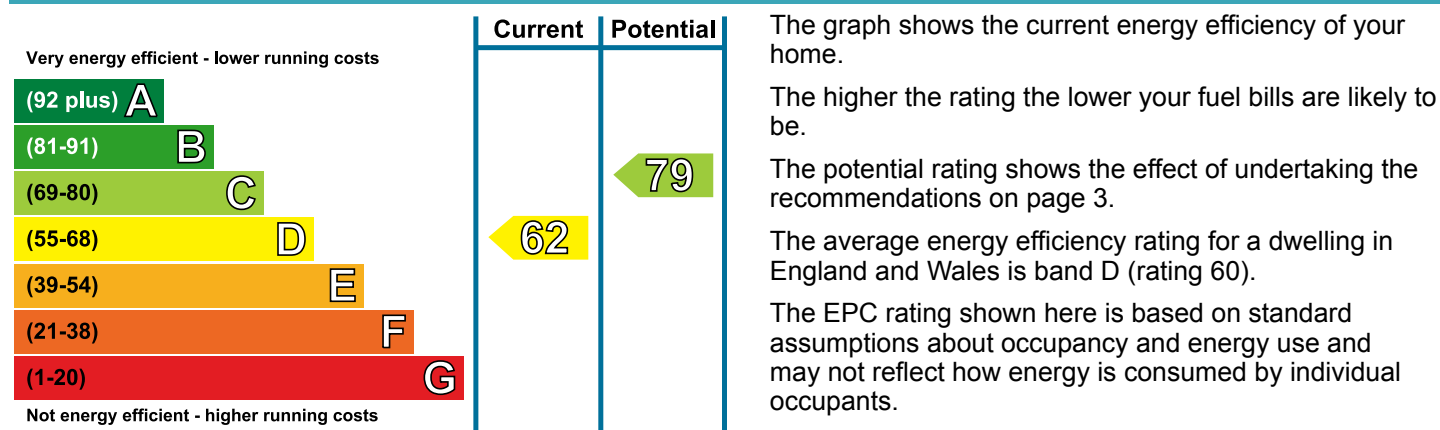 Current Potential
Very energy efficient - lower running costs
(92 plus) A
(81-91) B
(69-80) C
(55-68) D
(39-54) E
(21-38) F
(1-20) G
Not energy efficient - higher running costs
62
79
The graph shows the current energy efficiency of your
home.
The higher the rating the lower your fuel bills are likely to
be.
The potential rating shows the effect of undertaking the
recommendations on page 3.
The average energy efficiency rating for a dwelling in
England and Wales is band D (rating 60).
The EPC rating shown here is based on standard
assumptions about occupancy and energy use and
may not reflect how energy is consumed by individual
occupants.